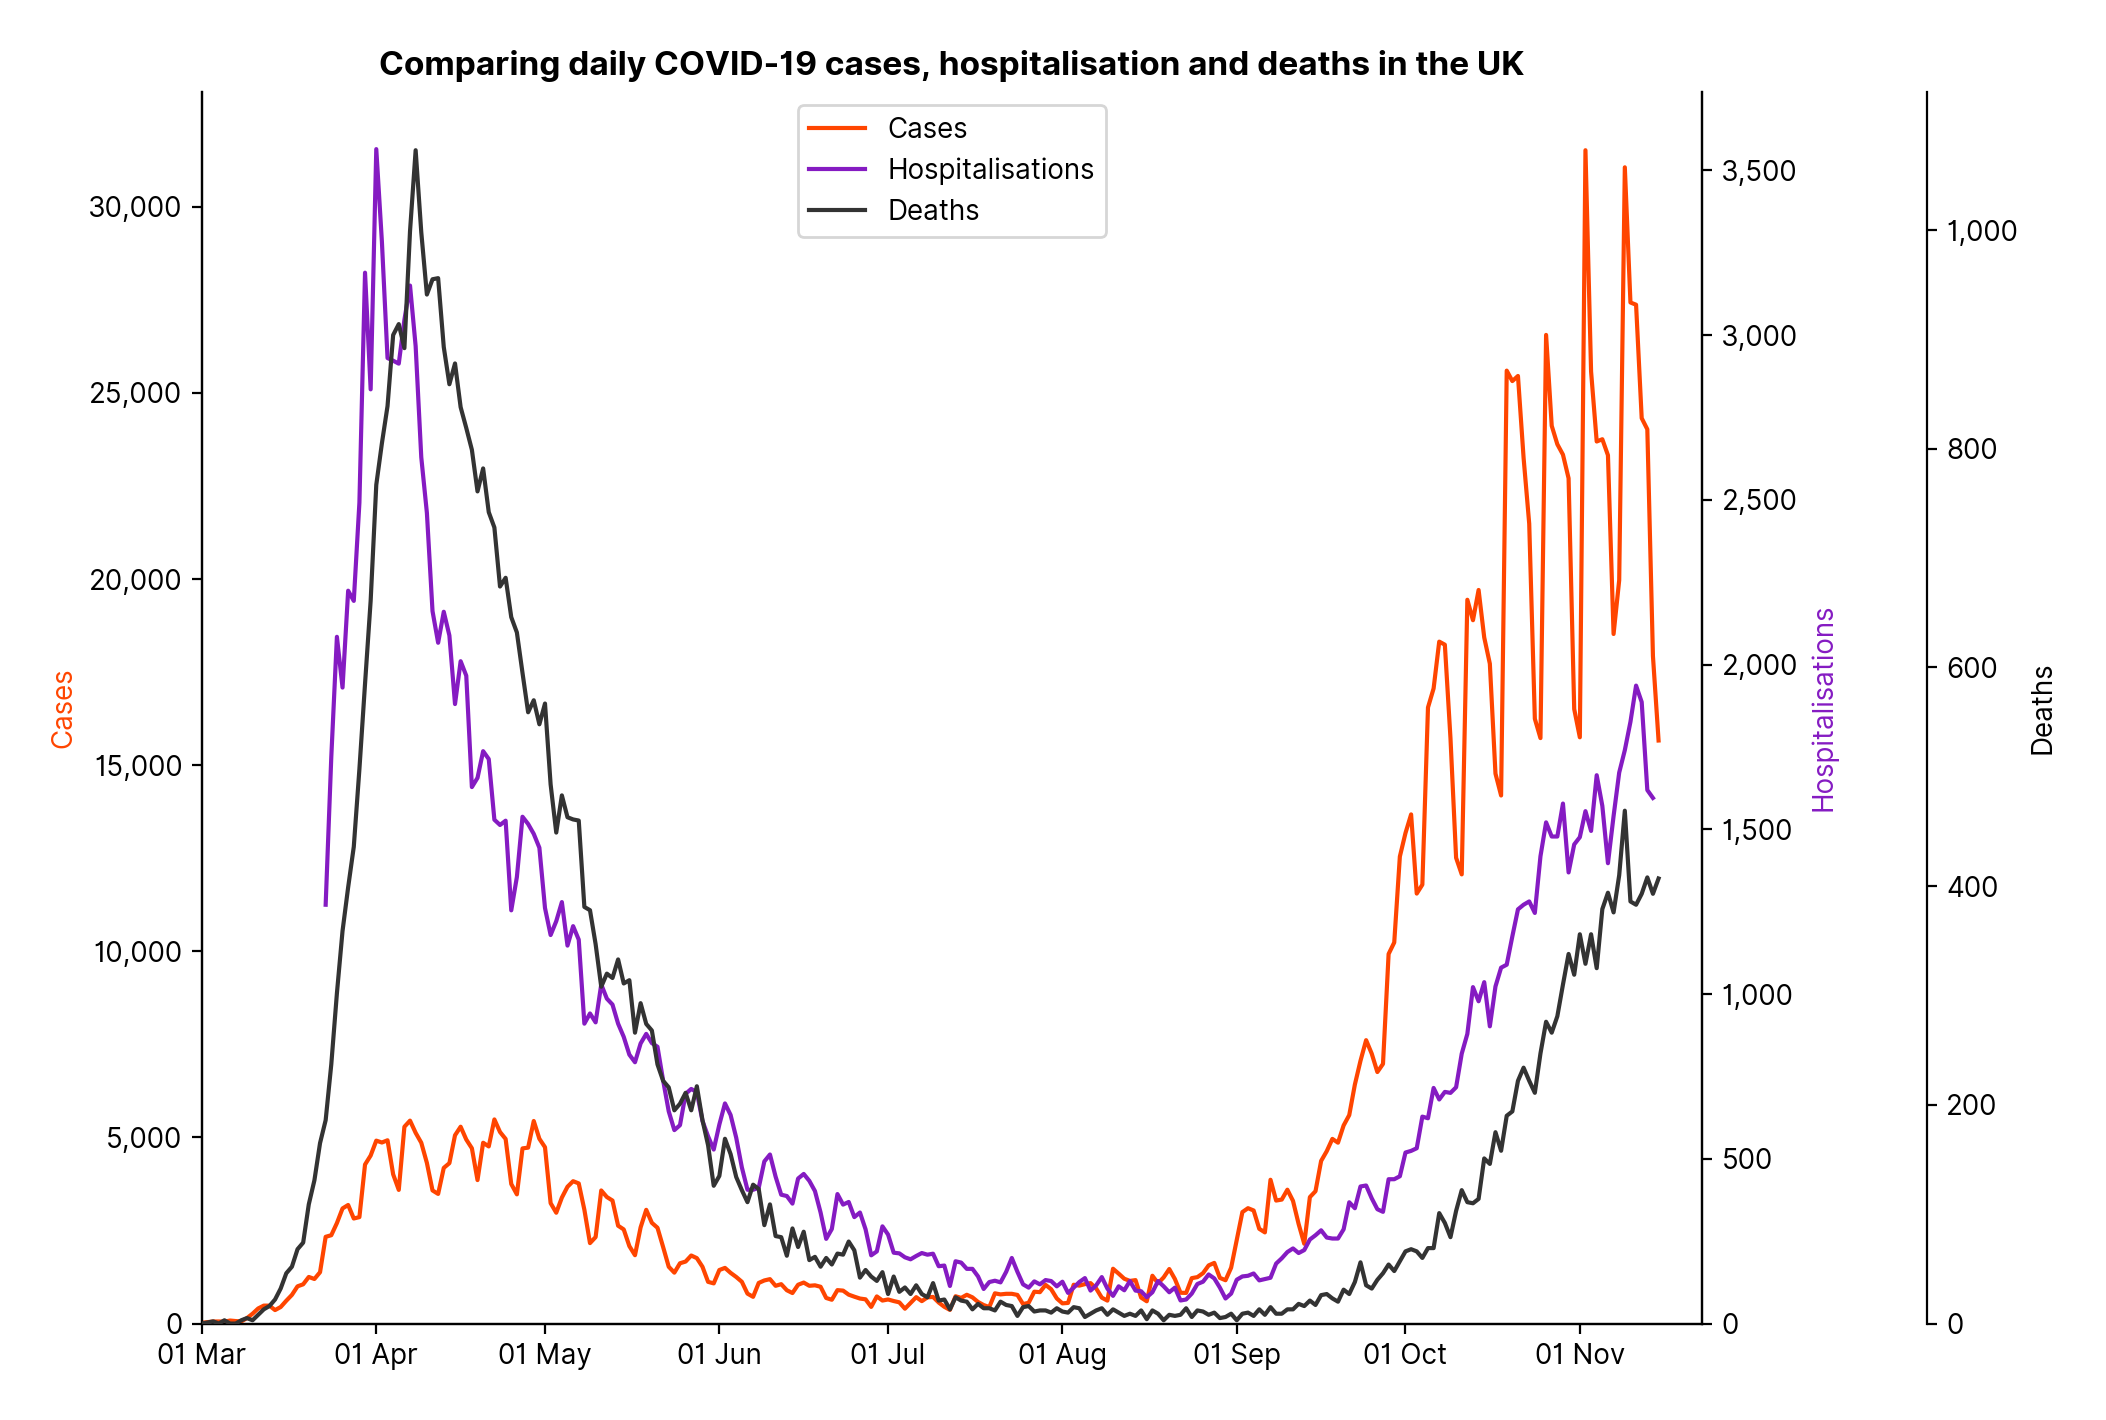 Comparing daily COVID-19 cases, hospitalisation and deaths in the UK
Cases
Hospitalisations
Deaths
30,000
25,000
20,000
15,000
10,000
5,000
0
Cases
3,500
3,000
2,500
2,000
1,500
1,000
500
0
Hospitalisations
1,000
800
600
400
200
0
Deaths
01 Mar 01 Apr 01 May 01 Jun 01 Jul 01 Aug 01 Sep 01 Oct 01 Nov